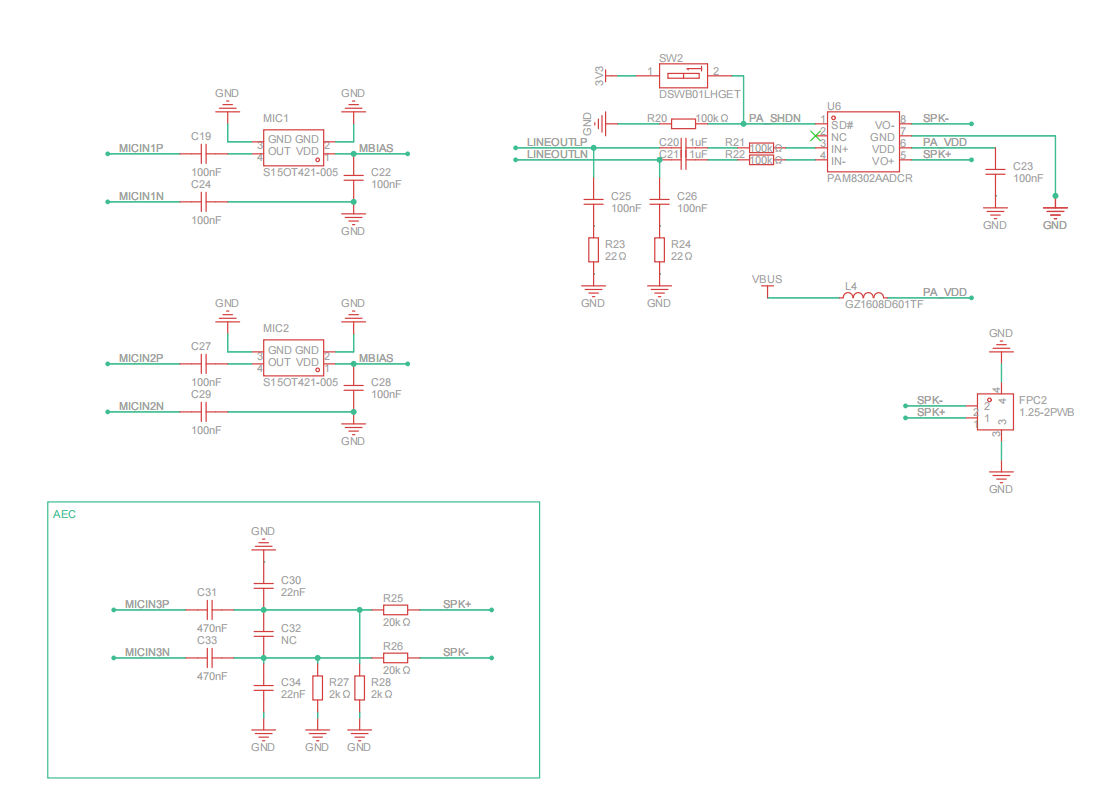 GND
GND
MIC1
C19
MICIN1P
3 GND GND 2
4 OUT VDD 1
MBIAS
100nF
S15OT421-005
C22
100nF
C24
MICIN1N
100nF
GND
SW2
3V3
1
2
DSWB01LHGET
GND
R20
100kΩ
PA_SHDN
U6
1 SD#
VO- 8
SPK-
2 NC
GND 7
LINEOUTLP
C20
1uF
R21
100kΩ
3 IN+
VDD 6
PA_VDD
LINEOUTLN
C21
1uF
R22
100kΩ
4 IN-
VO+ 5
SPK+
PAM8302AADCR
C23
100nF
C25
100nF
C26
100nF
GND
GND
R23
22Ω
R24
22Ω
GND
GND
VBUS
L4
PA_VDD
GZ1608D601TF
GND
GND
MIC2
C27
MICIN2P
3 GND GND 2
4 OUT VDD 1
MBIAS
100nF
S15OT421-005
C28
100nF
C29
MICIN2N
100nF
GND
GND
4
4
SPK-
2
2
FPC2
SPK+
1
1
1.25-2PWB
3
3
GND
AEC
GND
C30
22nF
C31
MICIN3P
470nF
R25
SPK+
20kΩ
C32
NC
C33
MICIN3N
470nF
R26
SPK-
20kΩ
C34
22nF
R27
2kΩ
R28
2kΩ
GND
GND
GND